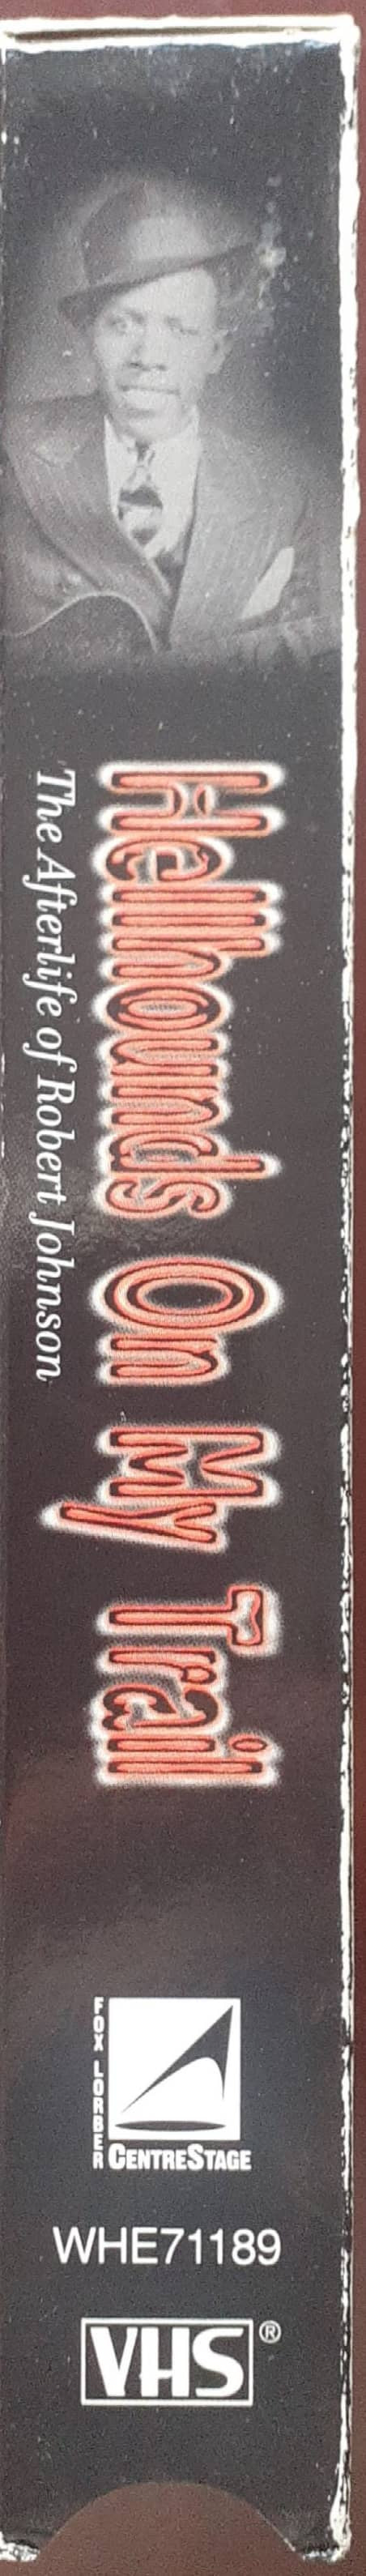 Hellhounds On My Trail
The Afterlife of Robert Johnson
FOX LORBER
CENTRESTAGE
WHE71189
VHS®